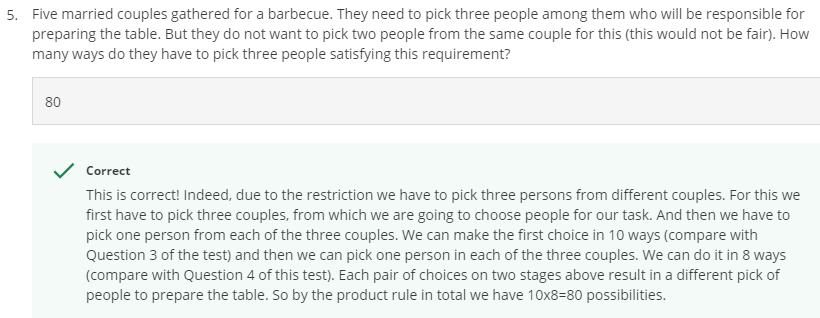 5. Five married couples gathered for a barbecue. They need to pick three people among them who will be responsible for
preparing the table. But they do not want to pick two people from the same couple for this (this would not be fair). How
many ways do they have to pick three people satisfying this requirement?
80
Correct
This is correct! Indeed, due to the restriction we have to pick three persons from different couples. For this we
first have to pick three couples, from which we are going to choose people for our task. And then we have to
pick one person from each of the three couples. We can make the first choice in 10 ways (compare with
Question 3 of the test) and then we can pick one person in each of the three couples. We can do it in 8 ways
(compare with Question 4 of this test). Each pair of choices on two stages above result in a different pick of
people to prepare the table. So by the product rule in total we have 10x8=80 possibilities.